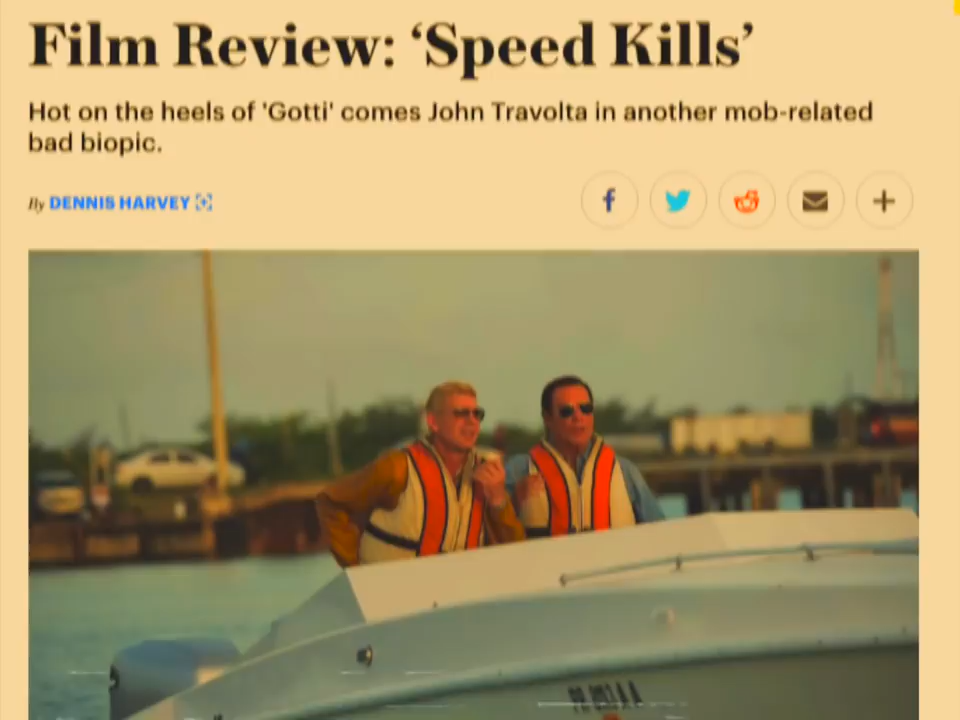 Film Review: ‘Speed Kills’
Hot on the heels of 'Gotti' comes John Travolta in another mob-related
bad biopic.
By DENNIS HARVEY